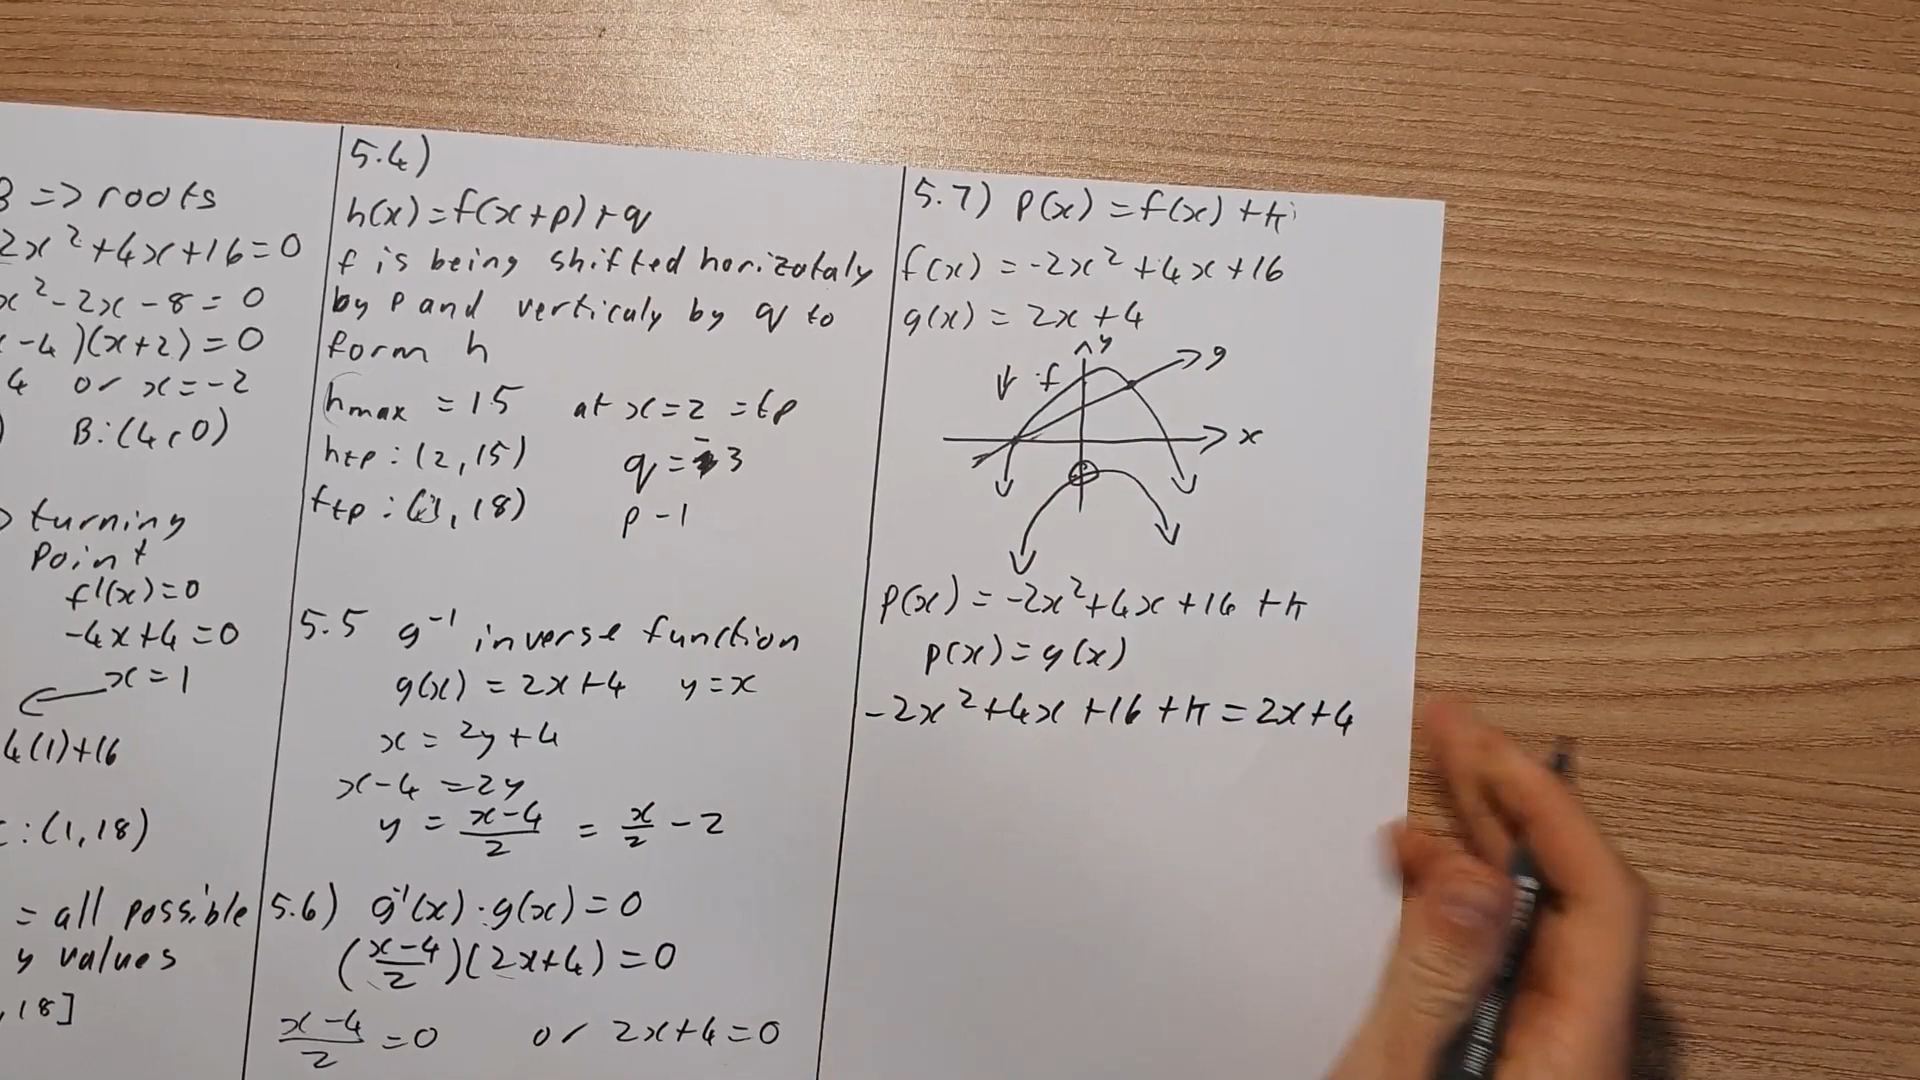 3 => roots
2x²+4x+16=0
x²-2x-8=0
-4)(x+2)=0
4 or x=-2
) B:(4,0)
turning
Point
f'(x)=0
-4x+4=0
x=1
4(1)+16
:(1,18)
= all possible
y values
,18]
5.4)
h(x)=f(x+p)+q
f is being shifted horizotaly
by p and verticuly by q to
form h
hmax = 15 at x=2 =tp
htp:(2,15) q=-3
ftp:(1,18) p-1
5.5 g⁻¹ inverse function
g(x)=2x+4 y=x
x=2y+4
x-4=2y
y = (x-4)/2 = x/2 - 2
5.6) g⁻¹(x)·g(x)=0
((x-4)/2)(2x+4)=0
(x-4)/2 =0 or 2x+4=0
5.7) p(x)=f(x)+k
f(x)=-2x²+4x+16
g(x)=2x+4
y
g
f
x
p(x)=-2x²+4x+16+k
p(x)=g(x)
-2x²+4x+16+k=2x+4